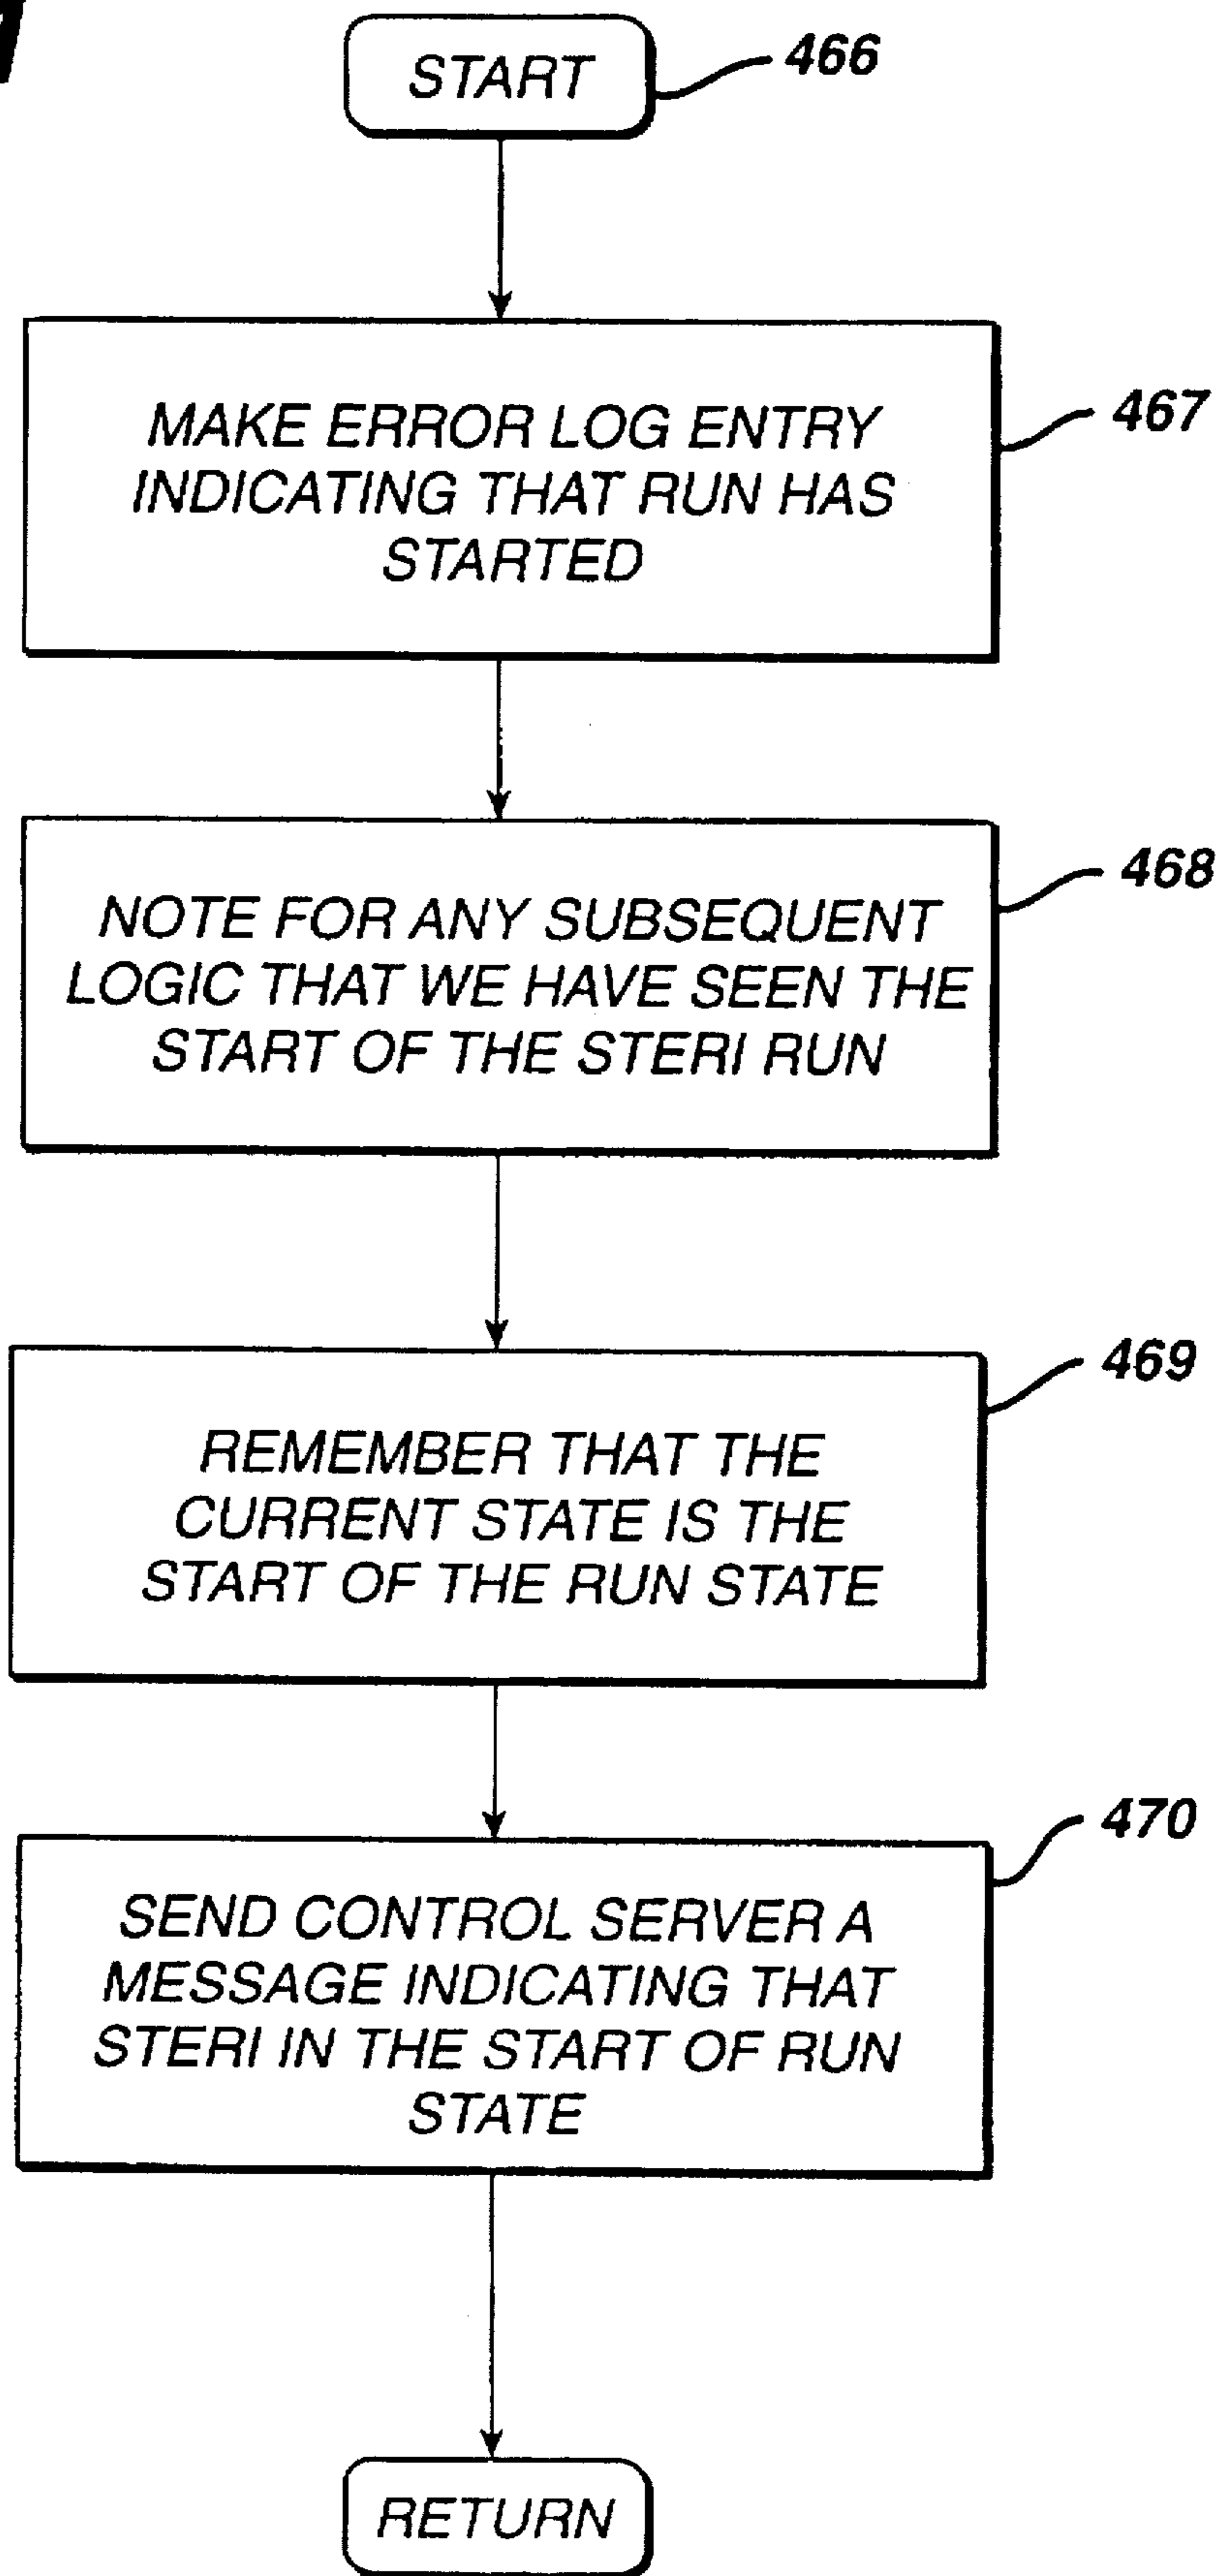 START
466
MAKE ERROR LOG ENTRY
INDICATING THAT RUN HAS
STARTED
467
NOTE FOR ANY SUBSEQUENT
LOGIC THAT WE HAVE SEEN THE
START OF THE STERI RUN
468
REMEMBER THAT THE
CURRENT STATE IS THE
START OF THE RUN STATE
469
SEND CONTROL SERVER A
MESSAGE INDICATING THAT
STERI IN THE START OF RUN
STATE
470
RETURN